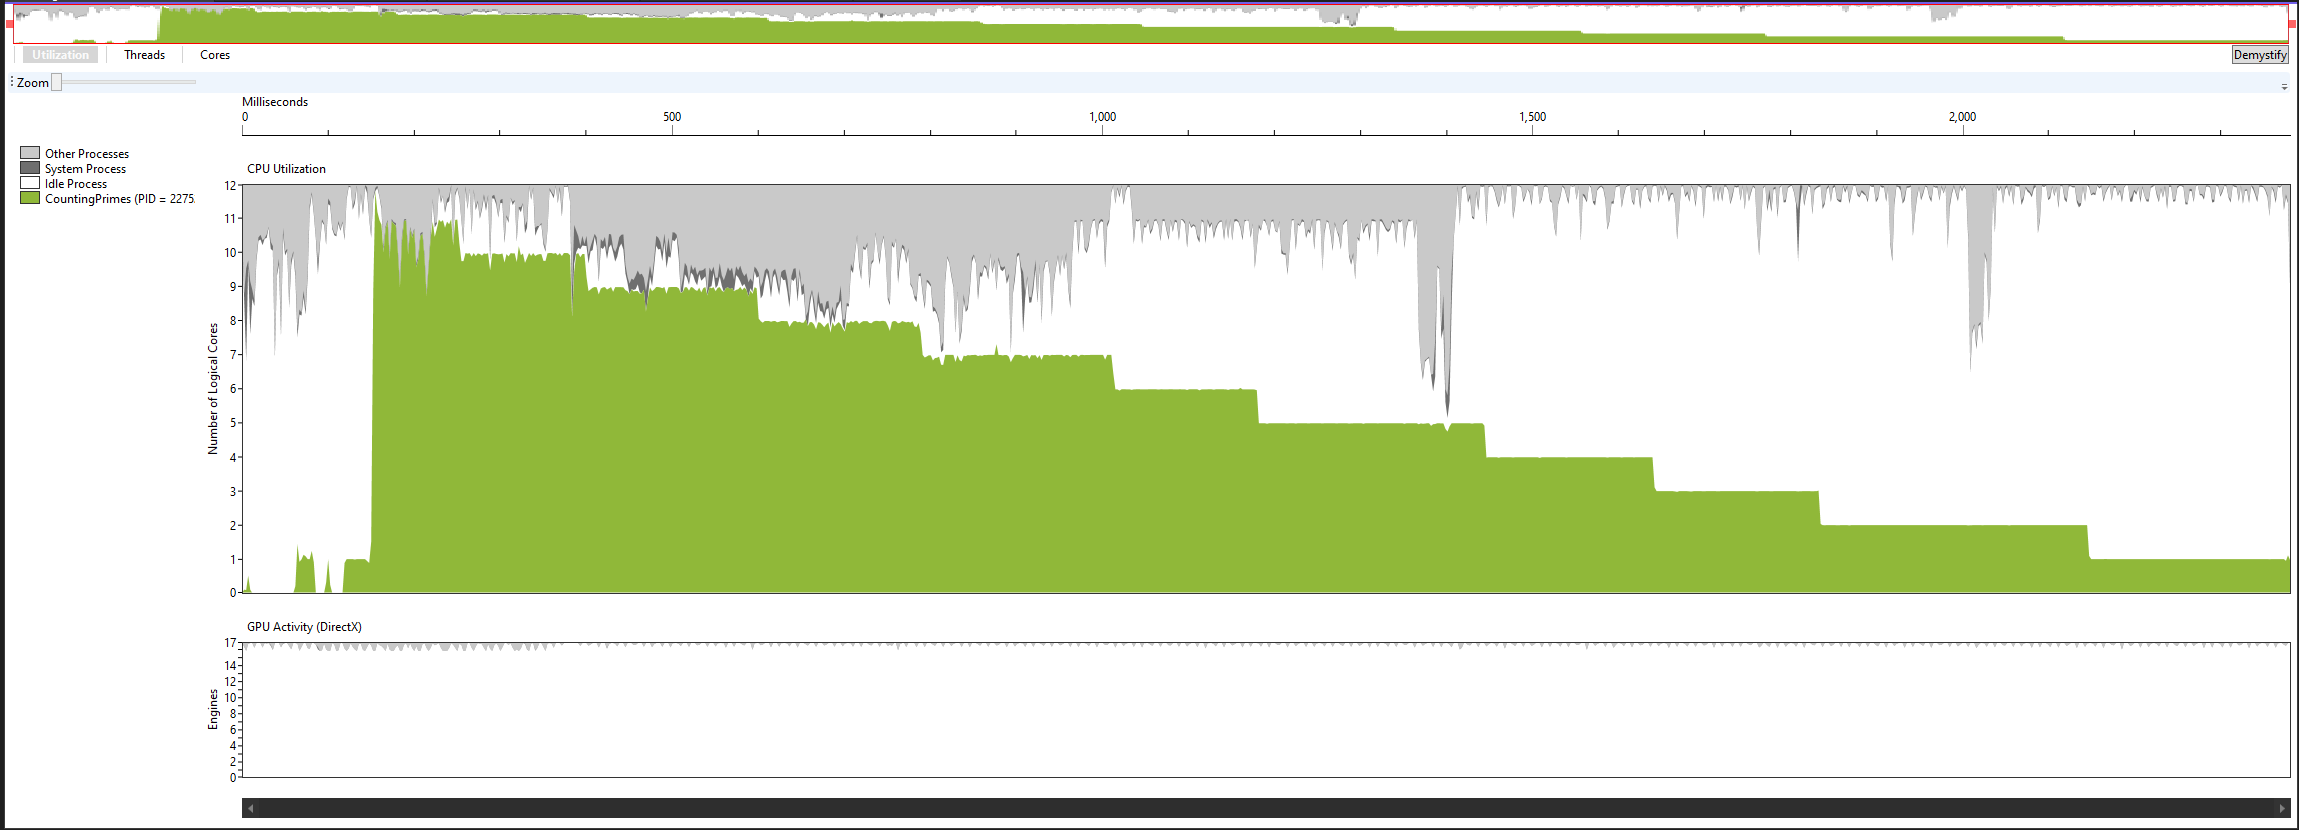 Utilization Threads Cores Demystify
Zoom
Milliseconds
0 500 1,000 1,500 2,000
Other Processes
System Process
Idle Process
CountingPrimes (PID = 2275
CPU Utilization
Number of Logical Cores
12
11
10
9
8
7
6
5
4
3
2
1
0
GPU Activity (DirectX)
Engines
17
14
12
10
8
6
4
2
0